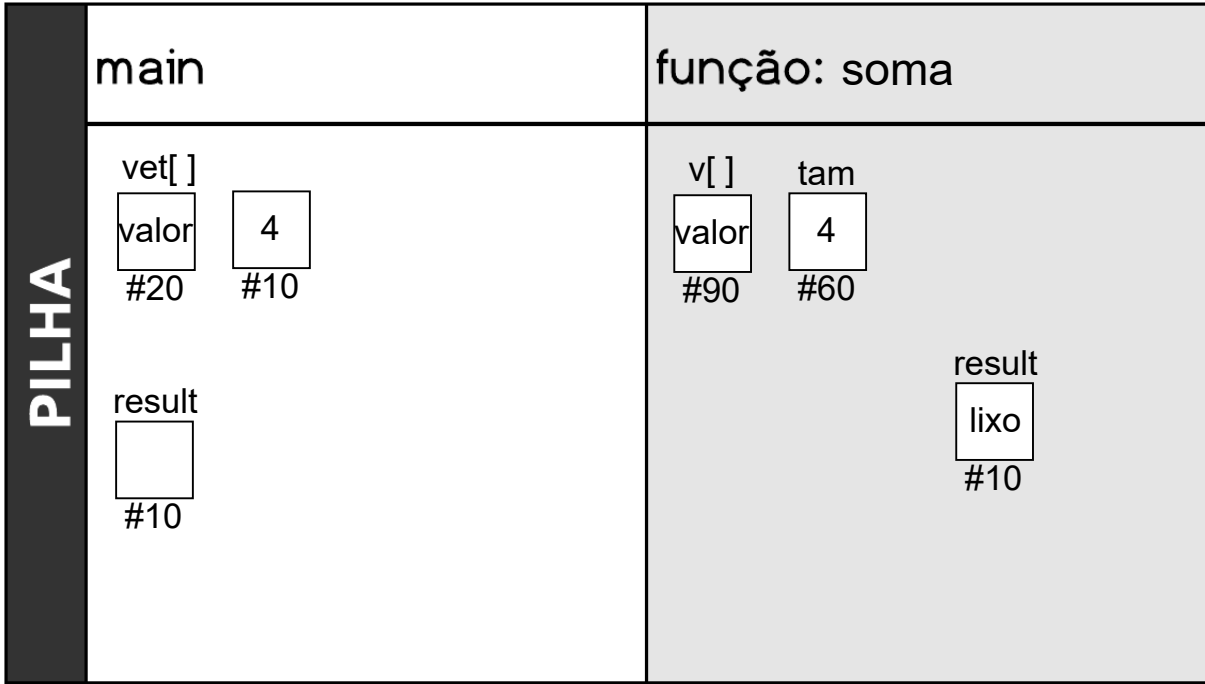 PILHA
main
função: soma
vet[ ]
valor
4
#20
#10
result
#10
v[ ]
tam
valor
4
#90
#60
result
lixo
#10